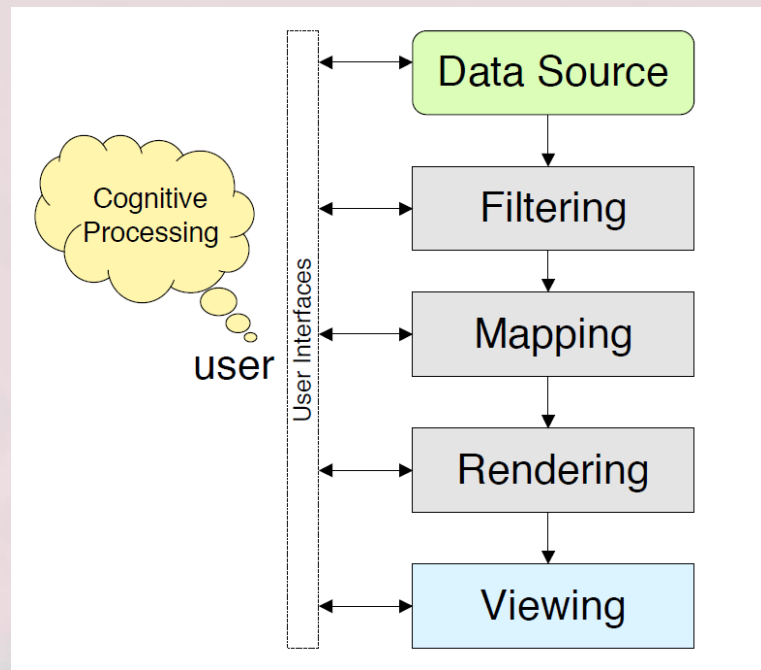 Data Source
Cognitive
Processing
Filtering
User Interfaces
Mapping
user
Rendering
Viewing